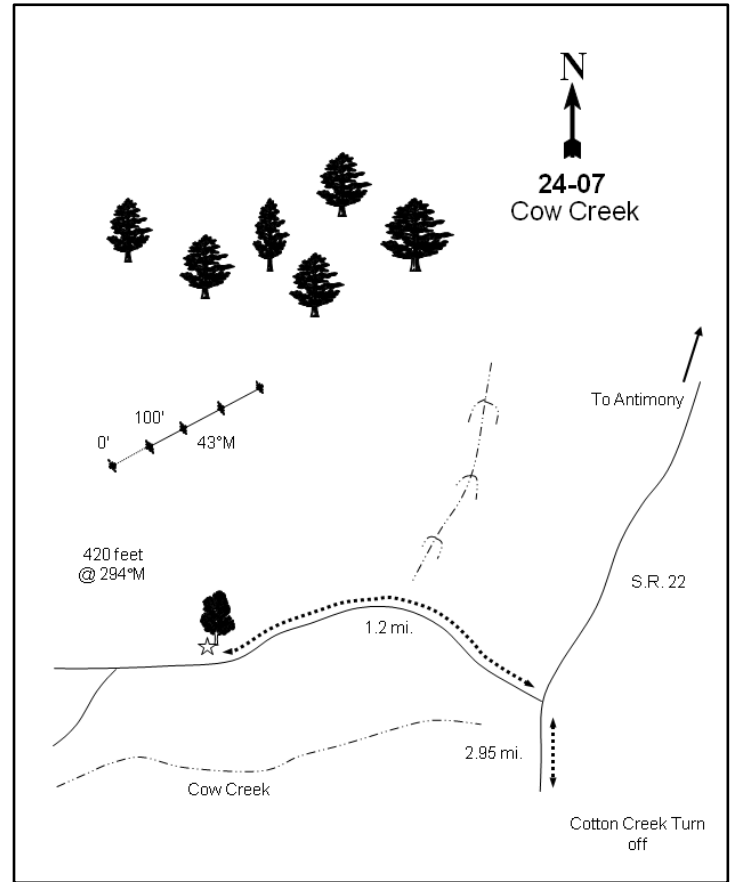 N
24-07
Cow Creek
To Antimony
100'
0'
43°M
420 feet
@ 294°M
S.R. 22
1.2 mi.
2.95 mi.
Cow Creek
Cotton Creek Turn
off